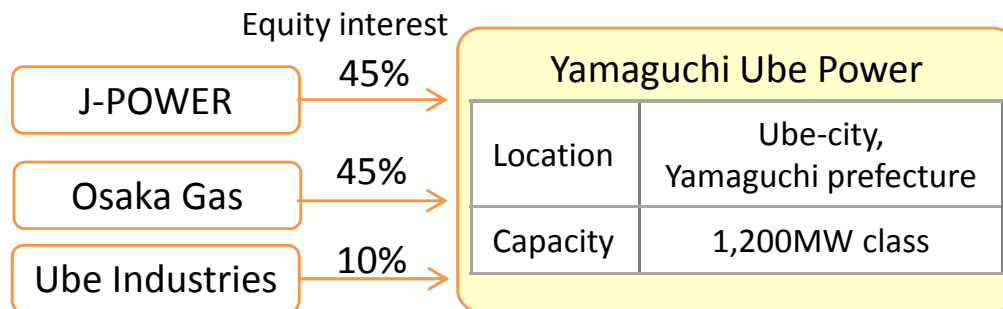 Equity interest
J-POWER
45%
Osaka Gas
45%
Ube Industries
10%
Yamaguchi Ube Power
Location
Ube-city,
Yamaguchi prefecture
Capacity
1,200MW class